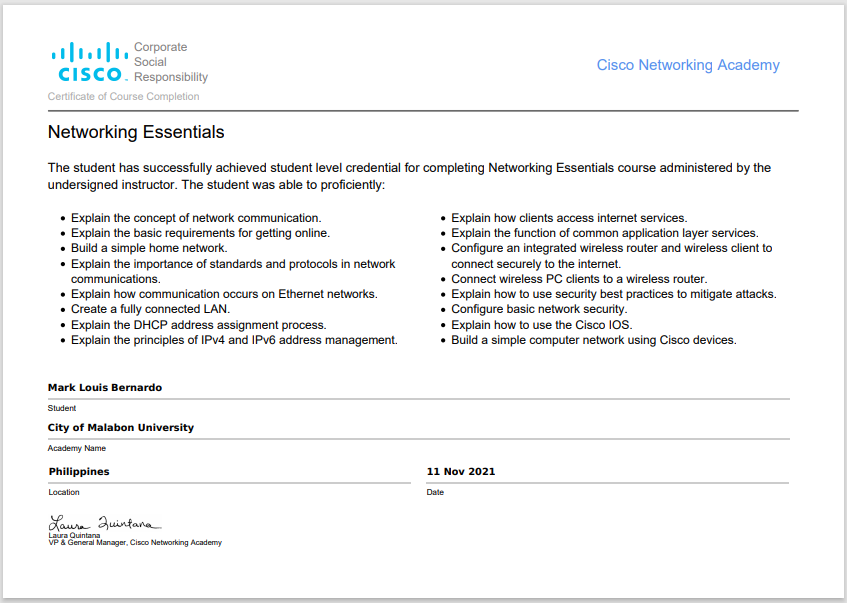 Corporate
Social
Responsibility
CISCO
Cisco Networking Academy
Certificate of Course Completion
Networking Essentials
The student has successfully achieved student level credential for completing Networking Essentials course administered by the
undersigned instructor. The student was able to proficiently:
• Explain the concept of network communication.
• Explain the basic requirements for getting online.
• Build a simple home network.
• Explain the importance of standards and protocols in network
communications.
• Explain how communication occurs on Ethernet networks.
• Create a fully connected LAN.
• Explain the DHCP address assignment process.
• Explain the principles of IPv4 and IPv6 address management.
• Explain how clients access internet services.
• Explain the function of common application layer services.
• Configure an integrated wireless router and wireless client to
connect securely to the internet.
• Connect wireless PC clients to a wireless router.
• Explain how to use security best practices to mitigate attacks.
• Configure basic network security.
• Explain how to use the Cisco IOS.
• Build a simple computer network using Cisco devices.
Mark Louis Bernardo
Student
City of Malabon University
Academy Name
Philippines
Location
11 Nov 2021
Date
Laura Quintana
Laura Quintana
VP & General Manager, Cisco Networking Academy